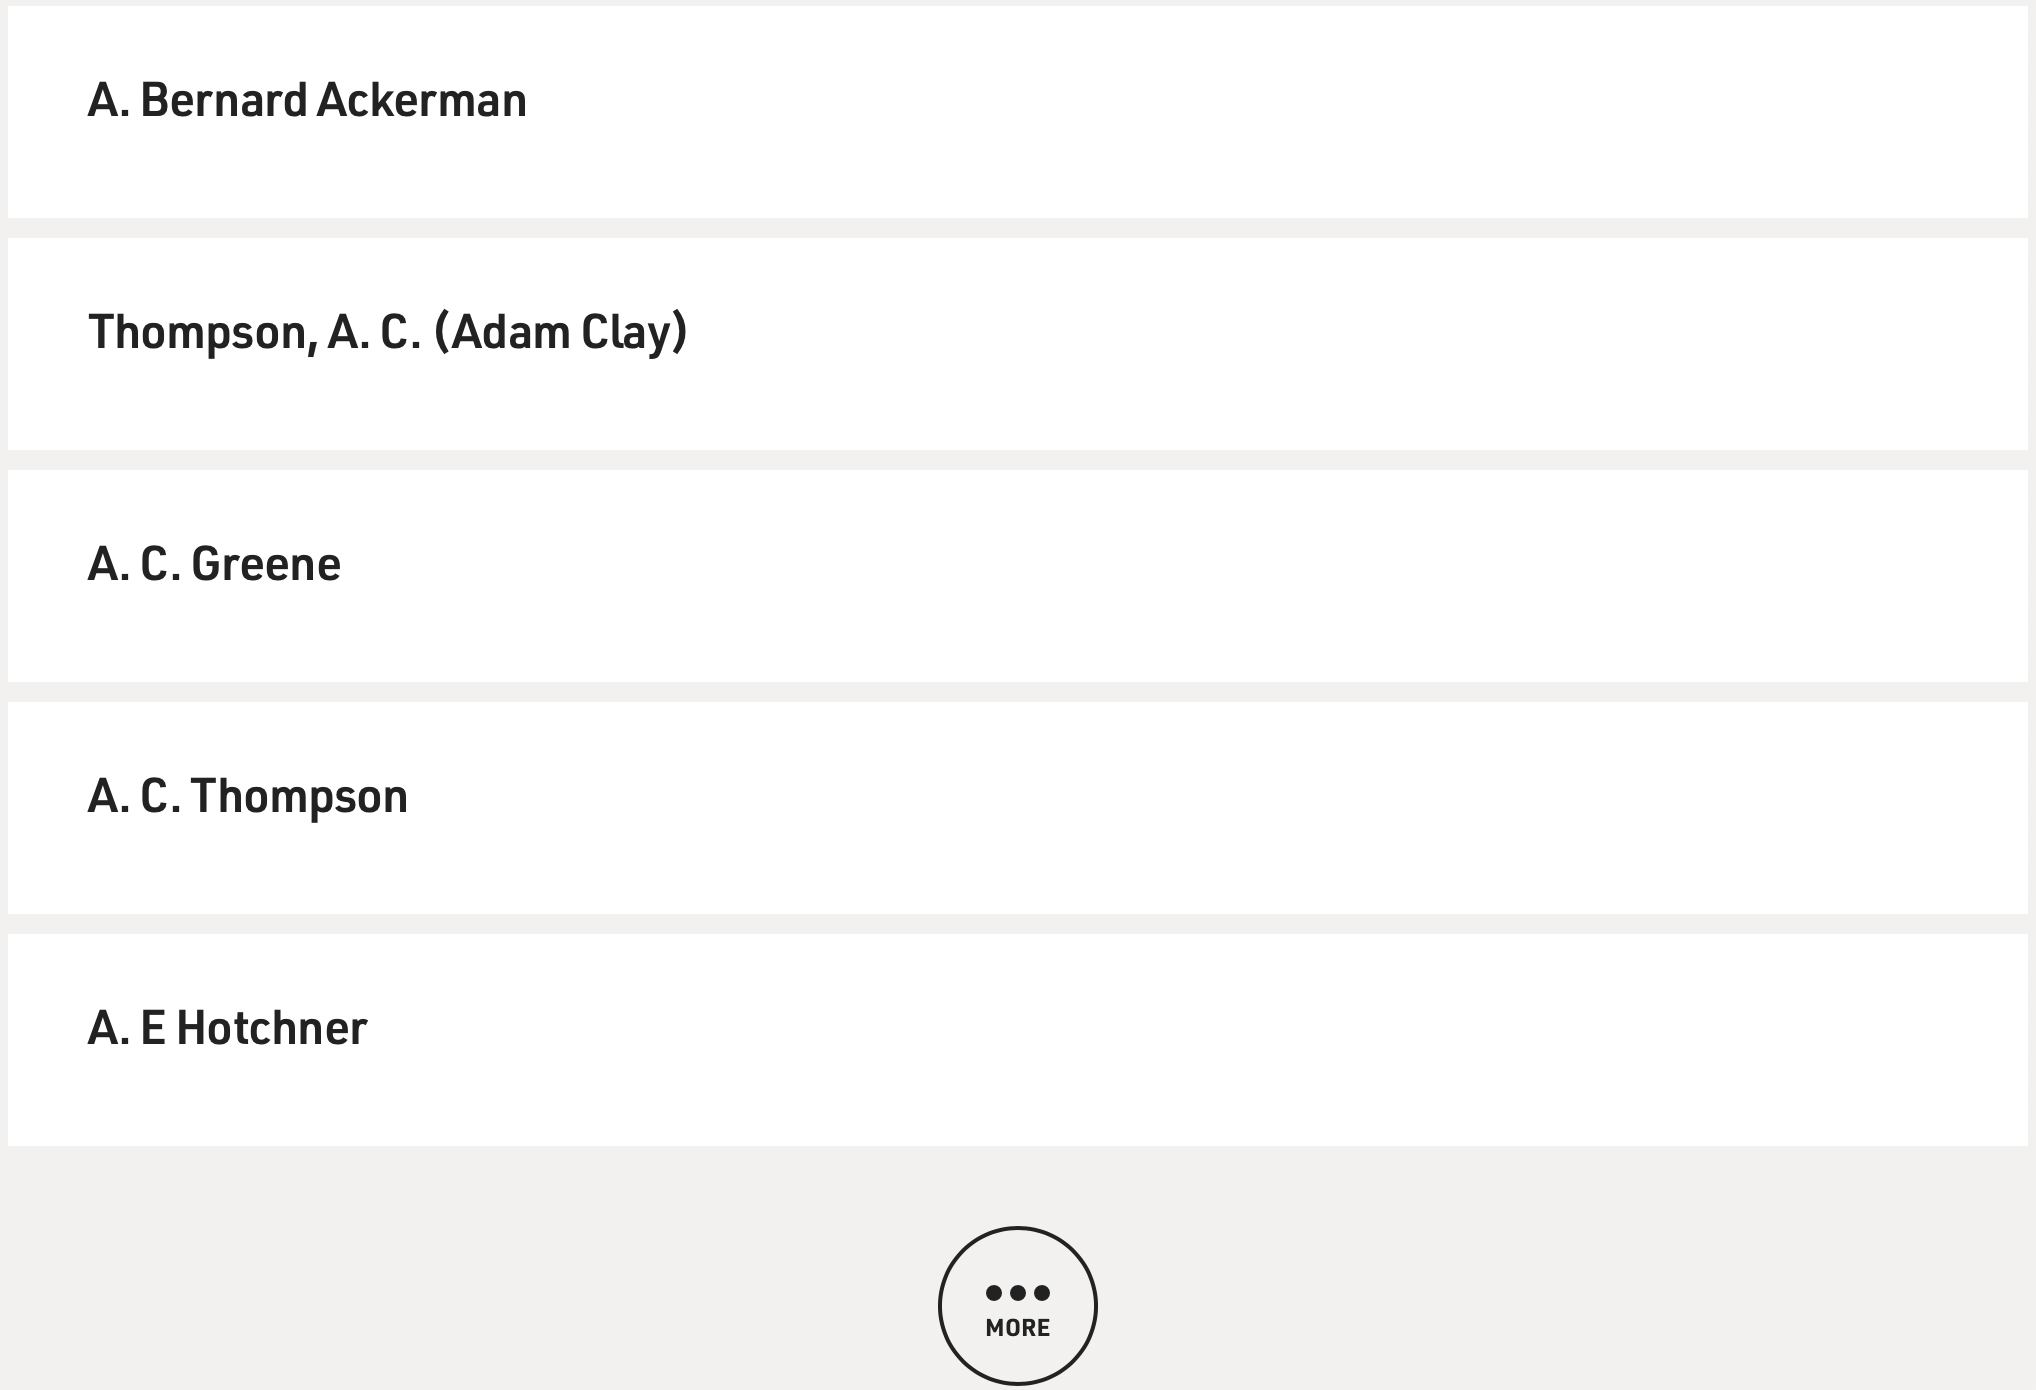 A. Bernard Ackerman
Thompson, A. C. (Adam Clay)
A. C. Greene
A. C. Thompson
A. E Hotchner
MORE